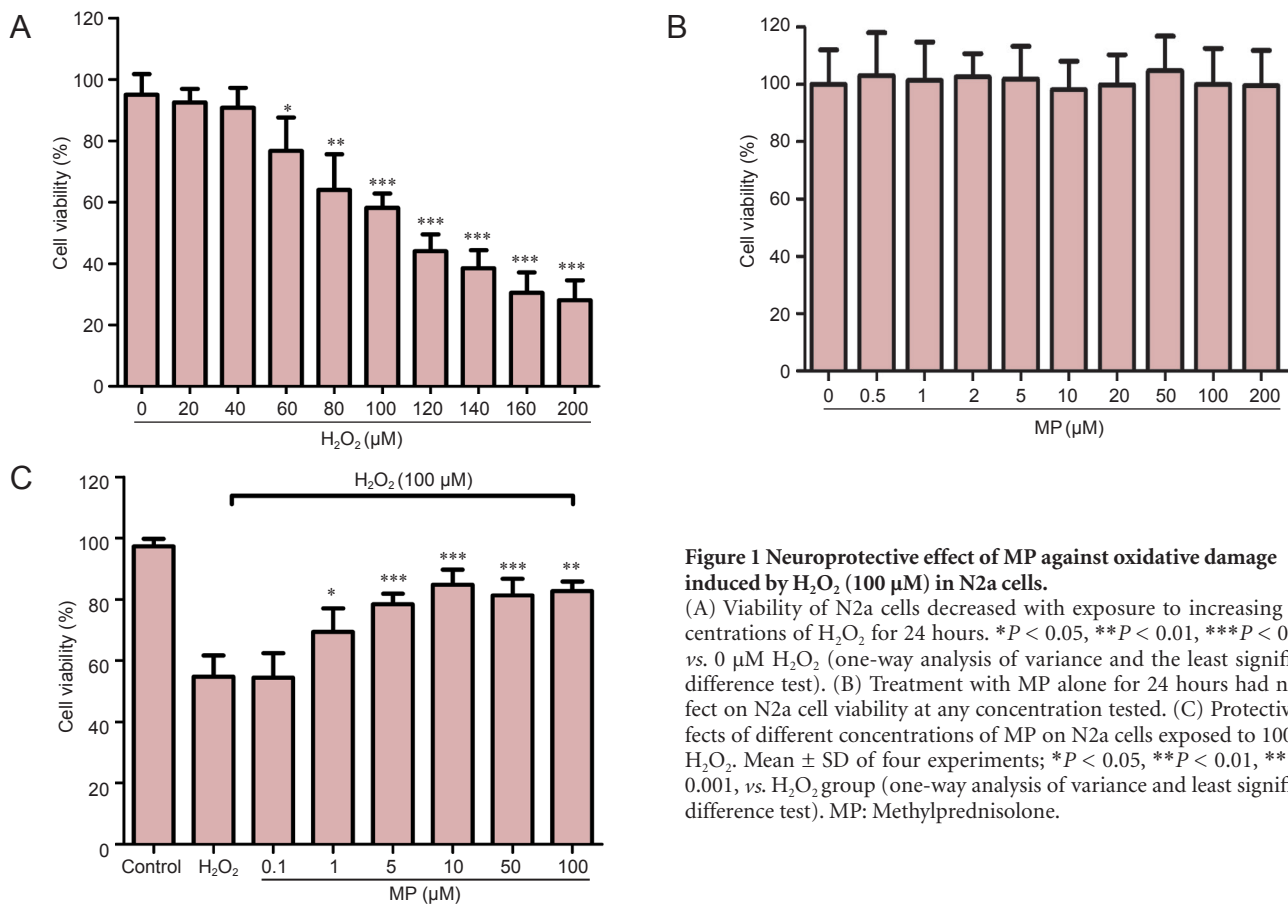 A
120
100
80
60
40
20
0
Cell viability (%)
*
**
***
***
***
***
***
0 20 40 60 80 100 120 140 160 200
H₂O₂ (µM)
B
120
100
80
60
40
20
0
Cell viability (%)
0 0.5 1 2 5 10 20 50 100 200
MP (µM)
C
120
100
80
60
40
20
0
Cell viability (%)
H₂O₂ (100 µM)
*
***
***
***
**
Control H₂O₂ 0.1 1 5 10 50 100
MP (µM)
Figure 1 Neuroprotective effect of MP against oxidative damage
induced by H₂O₂ (100 µM) in N2a cells.
(A) Viability of N2a cells decreased with exposure to increasing
centrations of H₂O₂ for 24 hours. *P < 0.05, **P < 0.01, ***P < 0
vs. 0 µM H₂O₂ (one-way analysis of variance and the least signifi
difference test). (B) Treatment with MP alone for 24 hours had n
fect on N2a cell viability at any concentration tested. (C) Protectiv
fects of different concentrations of MP on N2a cells exposed to 100
H₂O₂. Mean ± SD of four experiments; *P < 0.05, **P < 0.01, **
0.001, vs. H₂O₂ group (one-way analysis of variance and least signifi
difference test). MP: Methylprednisolone.